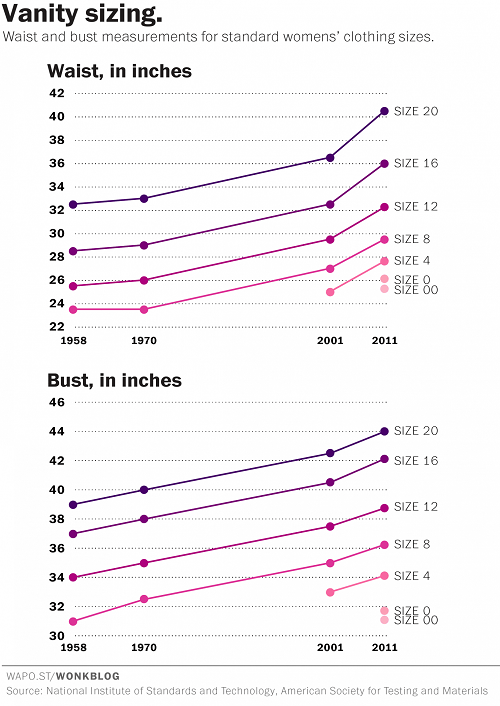 Vanity sizing.
Waist and bust measurements for standard womens' clothing sizes.
Waist, in inches
42
40
SIZE 20
38
36
SIZE 16
34
32
SIZE 12
30
SIZE 8
28
SIZE 4
26
SIZE 0
SIZE 00
24
22
1958 1970 2001 2011
Bust, in inches
46
44
SIZE 20
42
SIZE 16
40
38
SIZE 12
36
SIZE 8
34
SIZE 4
32
SIZE 0
SIZE 00
30
1958 1970 2001 2011
WAPO.ST/WONKBLOG
Source: National Institute of Standards and Technology, American Society for Testing and Materials